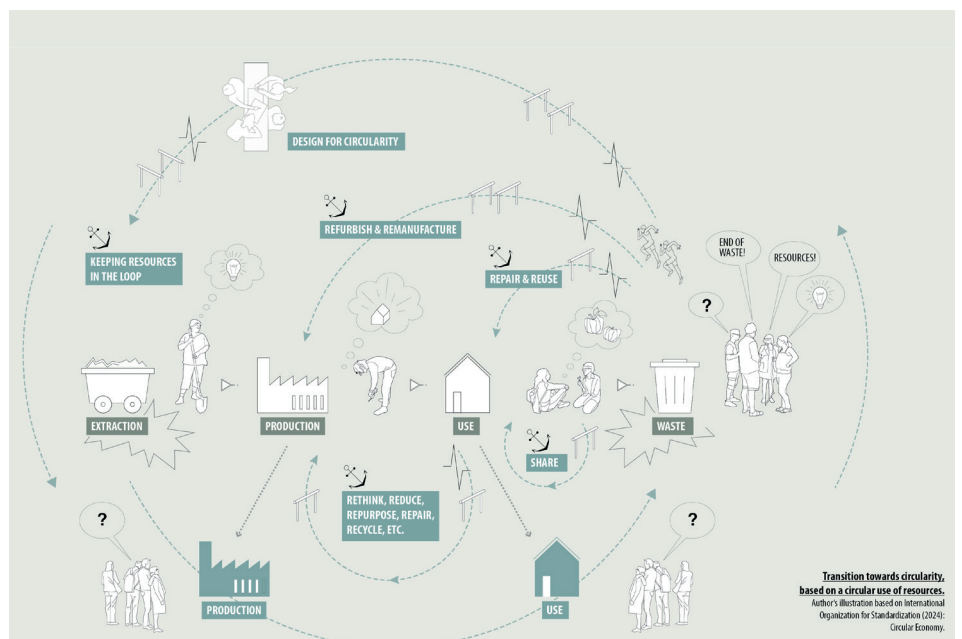 DESIGN FOR CIRCULARITY
REFURBISH & REMANUFACTURE
KEEPING RESOURCES
IN THE LOOP
REPAIR & REUSE
END OF
WASTE!
RESOURCES!
?
EXTRACTION
PRODUCTION
USE
WASTE
SHARE
RETHINK, REDUCE,
REPURPOSE, REPAIR,
RECYCLE, ETC.
?
?
PRODUCTION
USE
Transition towards circularity,
based on a circular use of resources.
Author's illustration based on International
Organization for Standardization (2024):
Circular Economy.